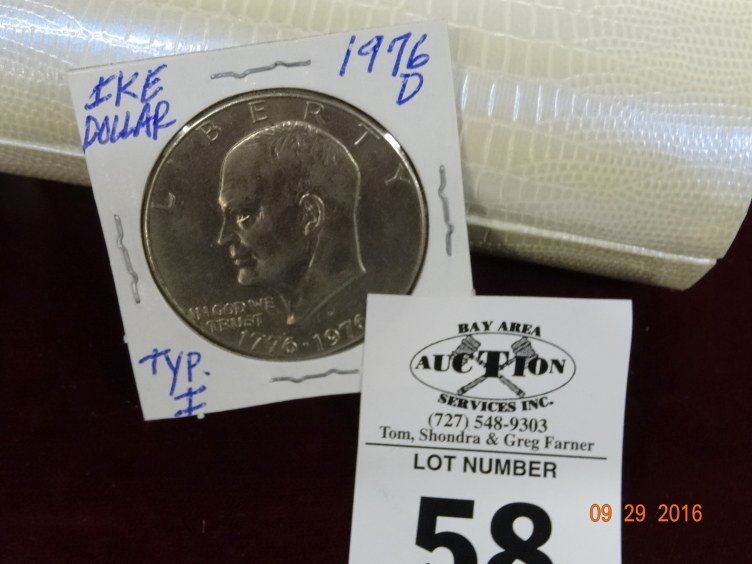 IKE
DOLLAR
1976
D
LIBERTY
IN GOD WE
TRUST
1776·1976
TYP.
I
BAY AREA
AUCTION
SERVICES INC.
(727) 548-9303
Tom, Shondra & Greg Farner
LOT NUMBER
58
09 29 2016